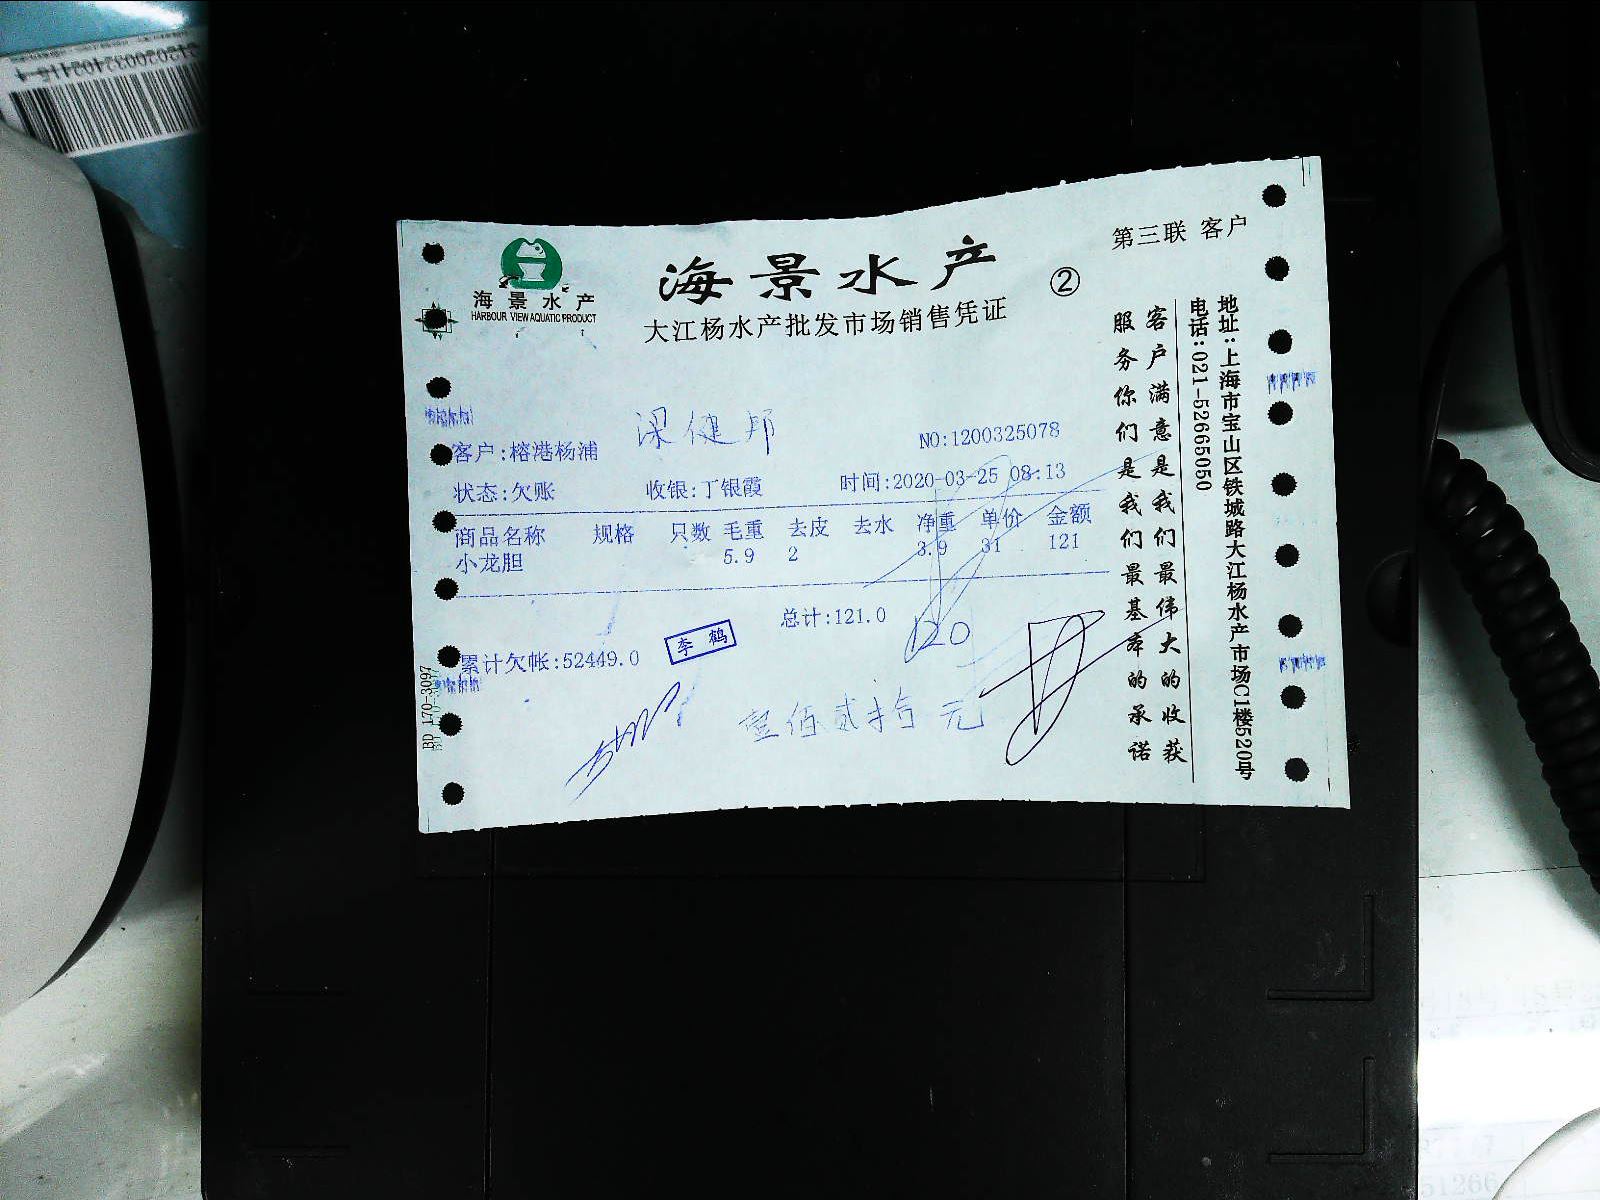 海景水产
HARBOUR VIEW AQUATIC PRODUCT
海景水产
②
第三联 客户
大江杨水产批发市场销售凭证
梁健邦
客户:榕港杨浦
NO:1200325078
状态:欠账 收银:丁银霞 时间:2020-03-25 08:13
商品名称 规格 只数 毛重 去皮 去水 净重 单价 金额
小龙胆 5.9 2 3.9 31 121
总计:121.0
120
累计欠帐:52449.0
李鹤
壹佰贰拾元
BD 170-3097
客户满意是我们最伟大的收获
服务你们是我们最基本的承诺
地址:上海市宝山区铁城路大江杨水产市场C1楼520号
电话:021-52665050
51266